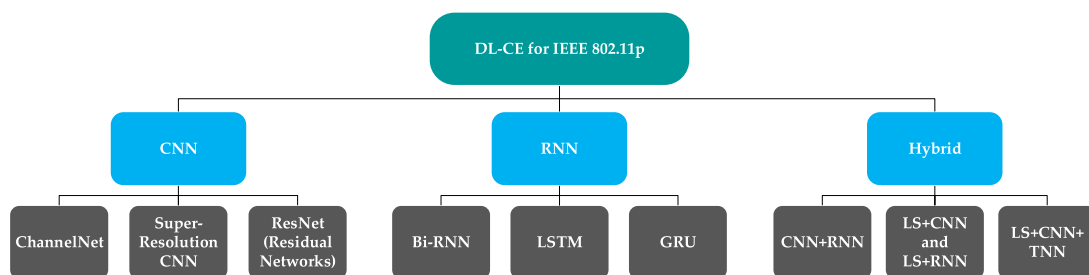 DL-CE for IEEE 802.11p
CNN
RNN
Hybrid
ChannelNet
Super-
Resolution
CNN
ResNet
(Residual
Networks)
Bi-RNN
LSTM
GRU
CNN+RNN
LS+CNN
and
LS+RNN
LS+CNN+
TNN